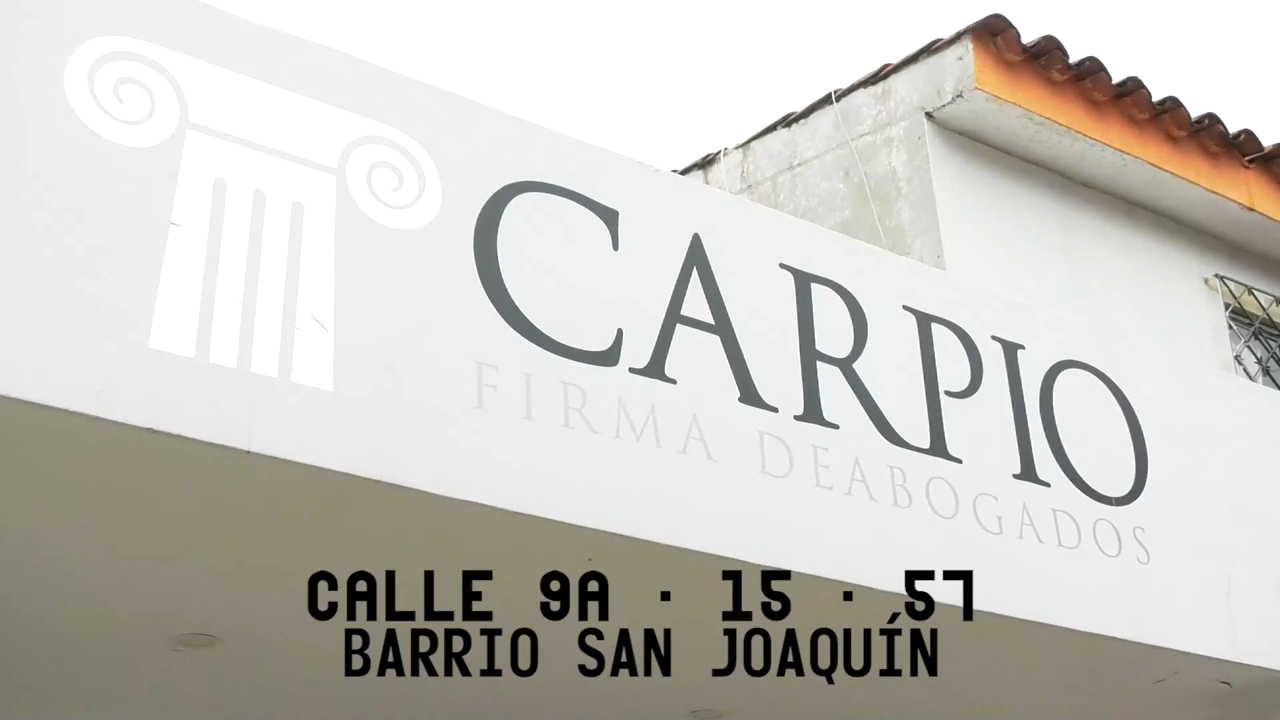 CARPIO
FIRMA DEABOGADOS
CALLE 9A · 15 · 57
BARRIO SAN JOAQUÍN